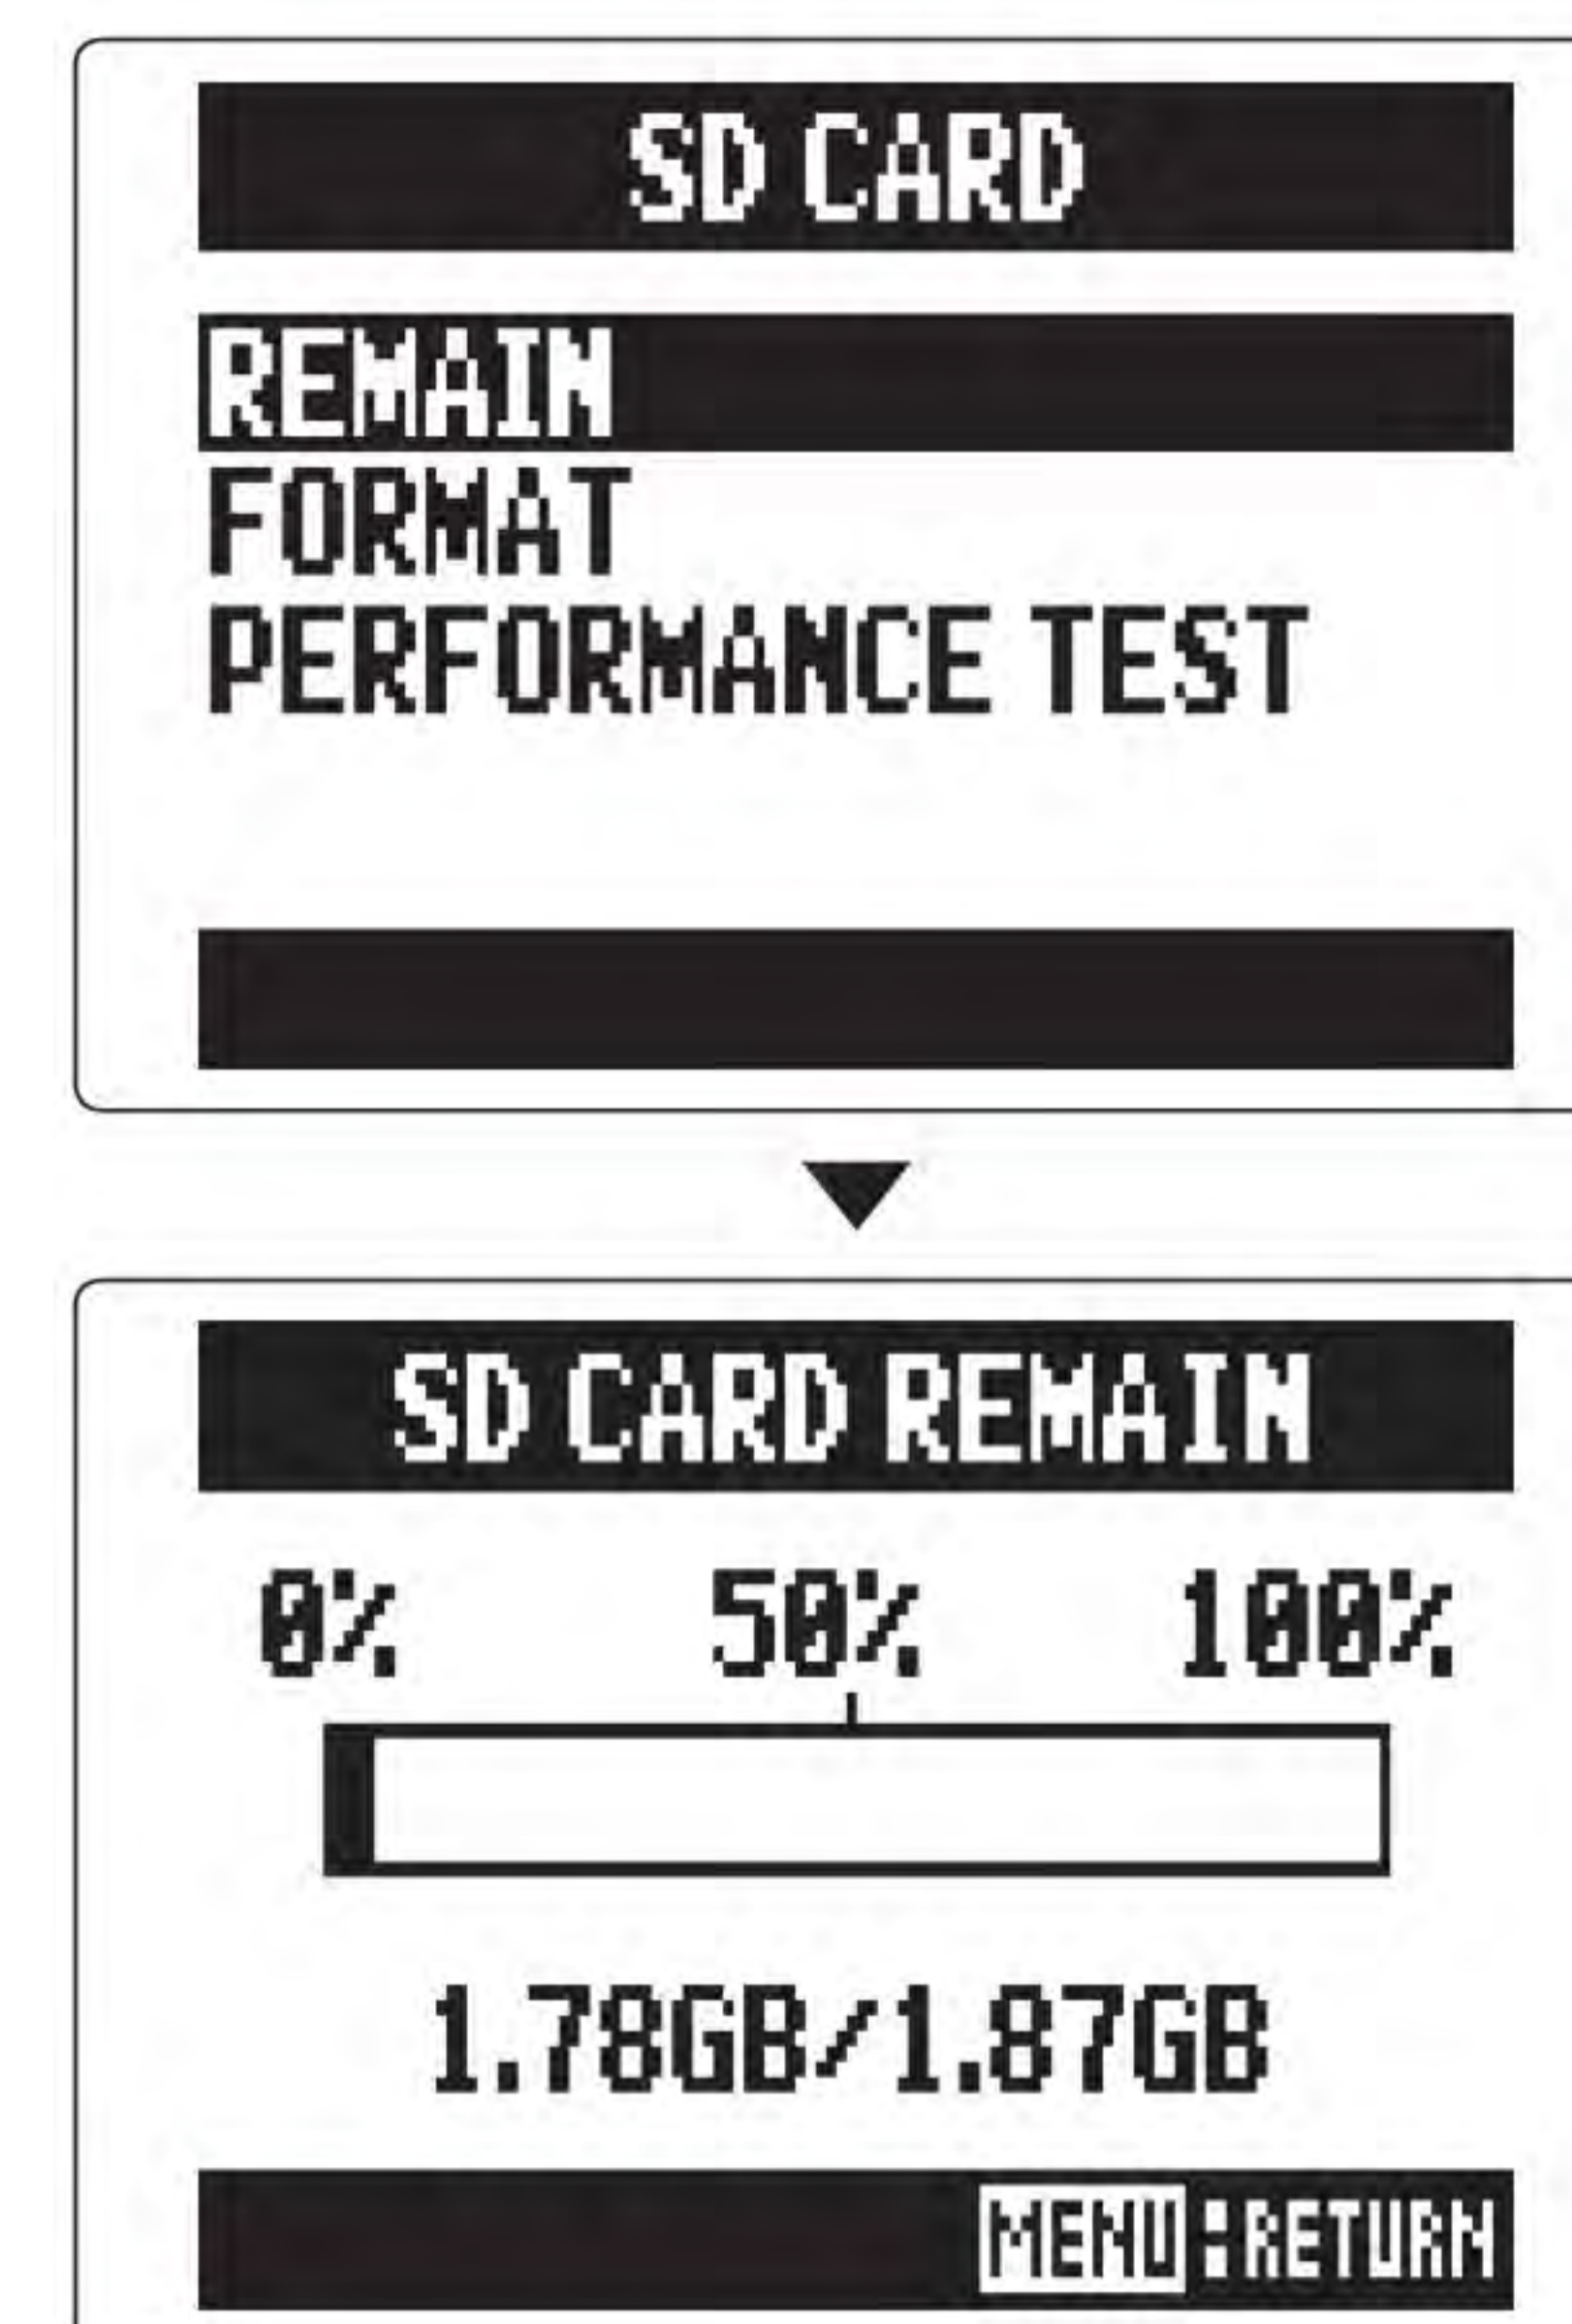 SD CARD
REMAIN
FORMAT
PERFORMANCE TEST
SD CARD REMAIN
0% 50% 100%
1.78GB/1.87GB
MENU:RETURN